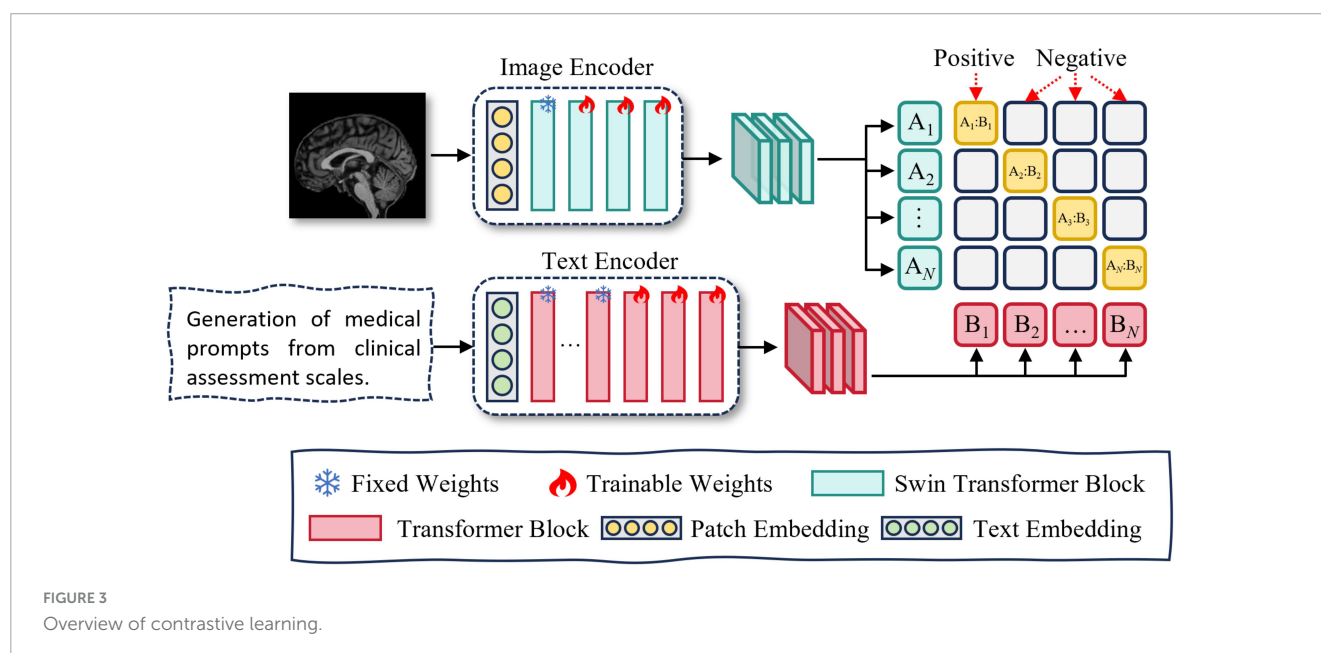 Image Encoder
Positive Negative
A1 A1:B1
A2 A2:B2
⋮ A3:B3
AN AN:BN
Text Encoder
Generation of medical
prompts from clinical
assessment scales.
...
B1 B2 ... BN
Fixed Weights Trainable Weights Swin Transformer Block
Transformer Block Patch Embedding Text Embedding
FIGURE 3
Overview of contrastive learning.